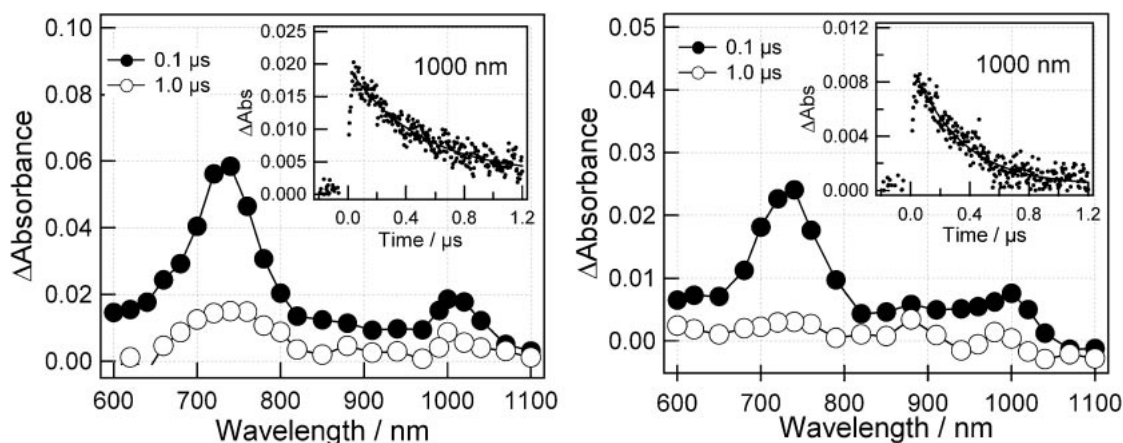 0.10
0.08
0.06
0.04
0.02
0.00
ΔAbsorbance
0.1 μs
1.0 μs
0.025
0.020
0.015
0.010
0.005
0.000
ΔAbs
1000 nm
0.0 0.4 0.8 1.2
Time / μs
600 700 800 900 1000 1100
Wavelength / nm
0.05
0.04
0.03
0.02
0.01
0.00
ΔAbsorbance
0.1 μs
1.0 μs
0.012
0.008
0.004
0.000
ΔAbs
1000 nm
0.0 0.4 0.8 1.2
Time / μs
600 700 800 900 1000 1100
Wavelength / nm